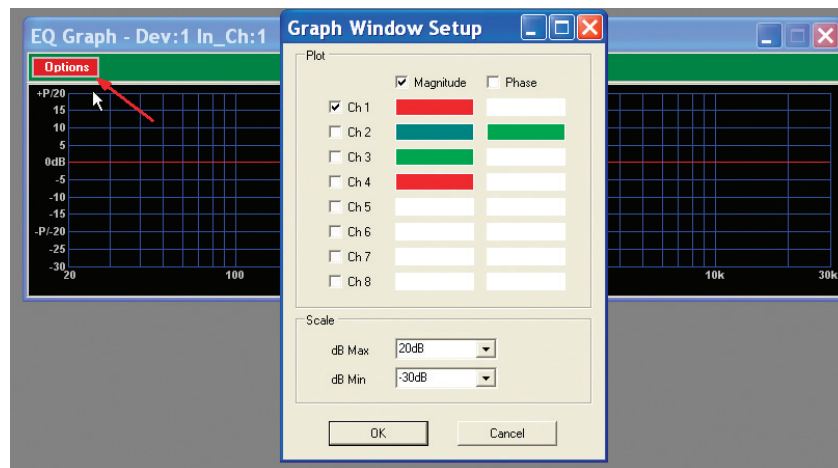 EQ Graph - Dev:1 In_Ch:1
Options
+P/20
15
10
5
0dB
-5
-10
-15
-P/-20
-25
-30
20
100
10k
30k
Graph Window Setup
Plot
Magnitude
Phase
Ch 1
Ch 2
Ch 3
Ch 4
Ch 5
Ch 6
Ch 7
Ch 8
Scale
dB Max
20dB
dB Min
-30dB
OK
Cancel